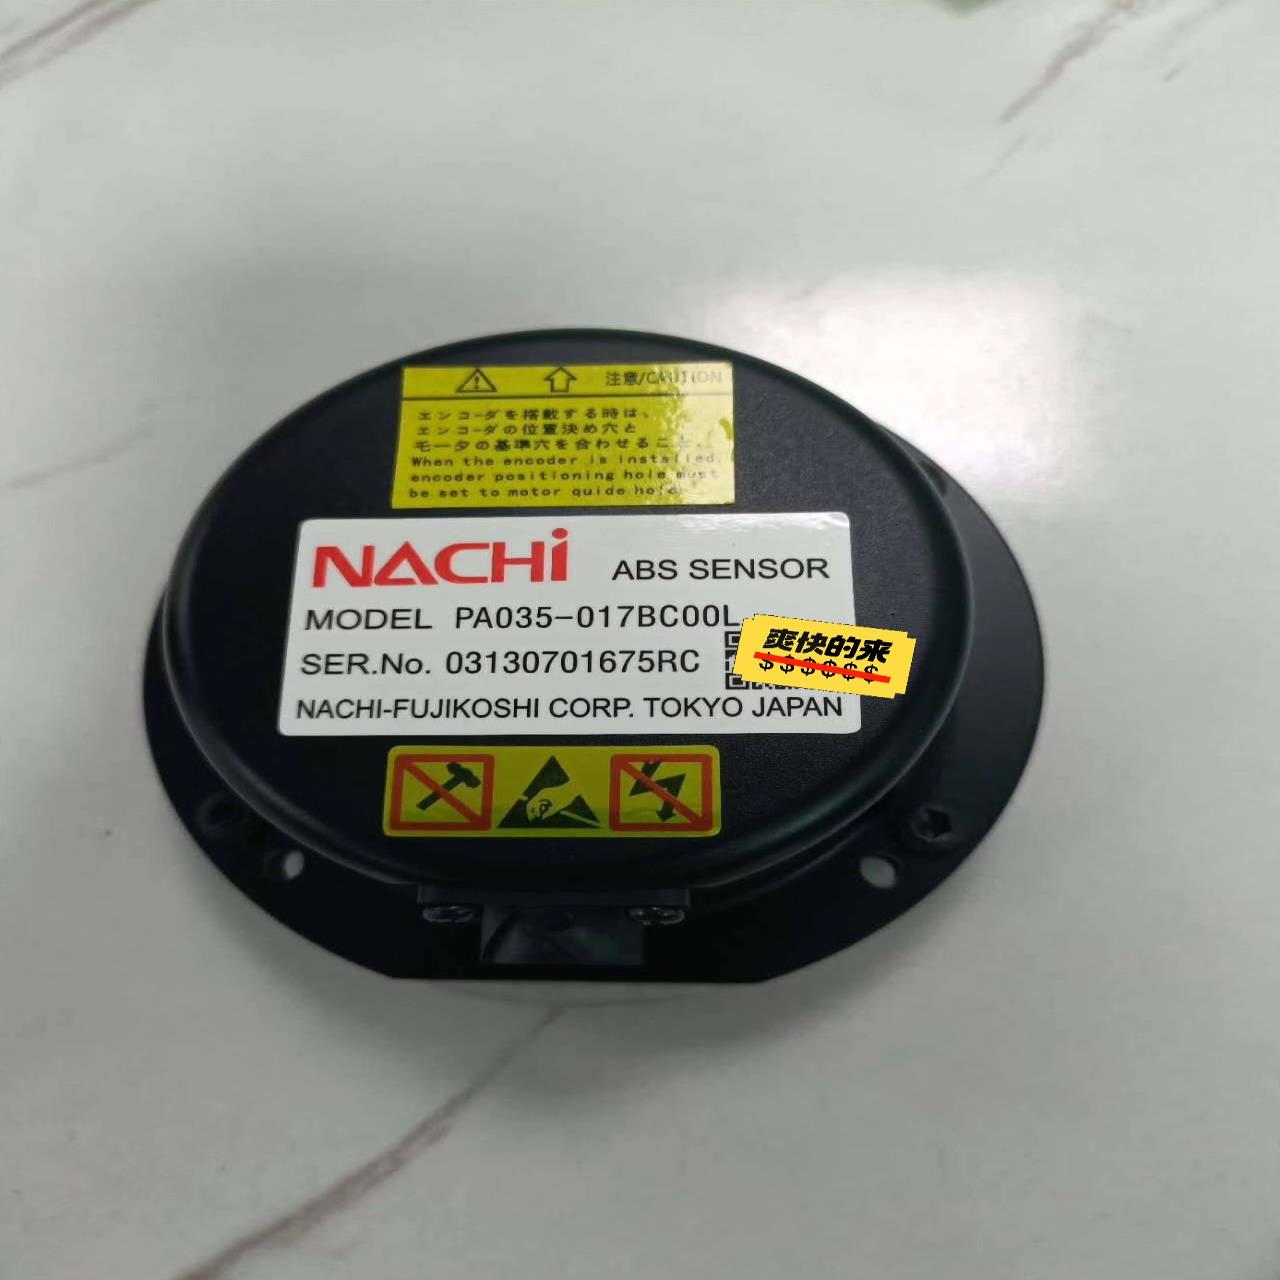 注意/CAUTION
エンコーダを搭載する時は、
エンコーダの位置決め穴と
モータの基準穴を合わせること。
When the encoder is installed,
encoder positioning hole must
be set to motor quide hole
NACHi ABS SENSOR
MODEL PA035-017BC00L
SER.No. 03130701675RC
爽快的来
$$$$$$
NACHI-FUJIKOSHI CORP. TOKYO JAPAN